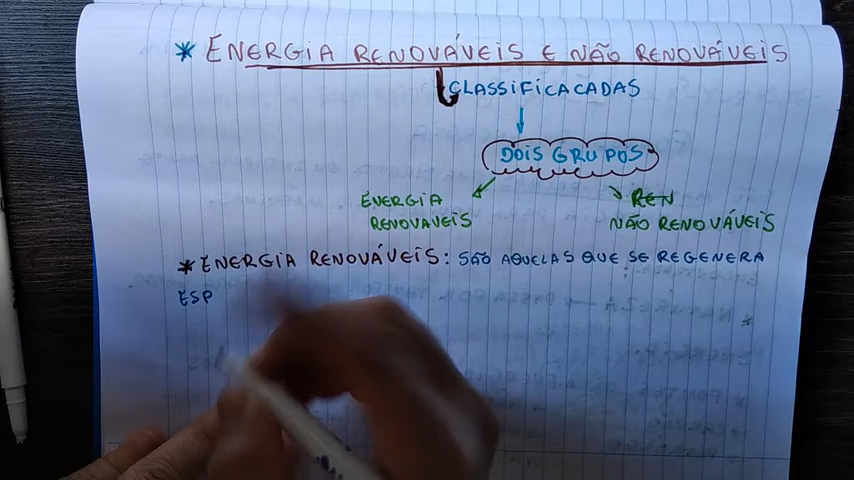 * ENERGIA RENOVÁVEIS E NÃO RENOVÁVEIS
CLASSIFICACADAS
DOIS GRUPOS
ENERGIA
RENOVAVEIS
REN
NÃO RENOVÁVEIS
* ENERGIA RENOVÁVEIS: SÃO AQUELAS QUE SE REGENERA
ESP